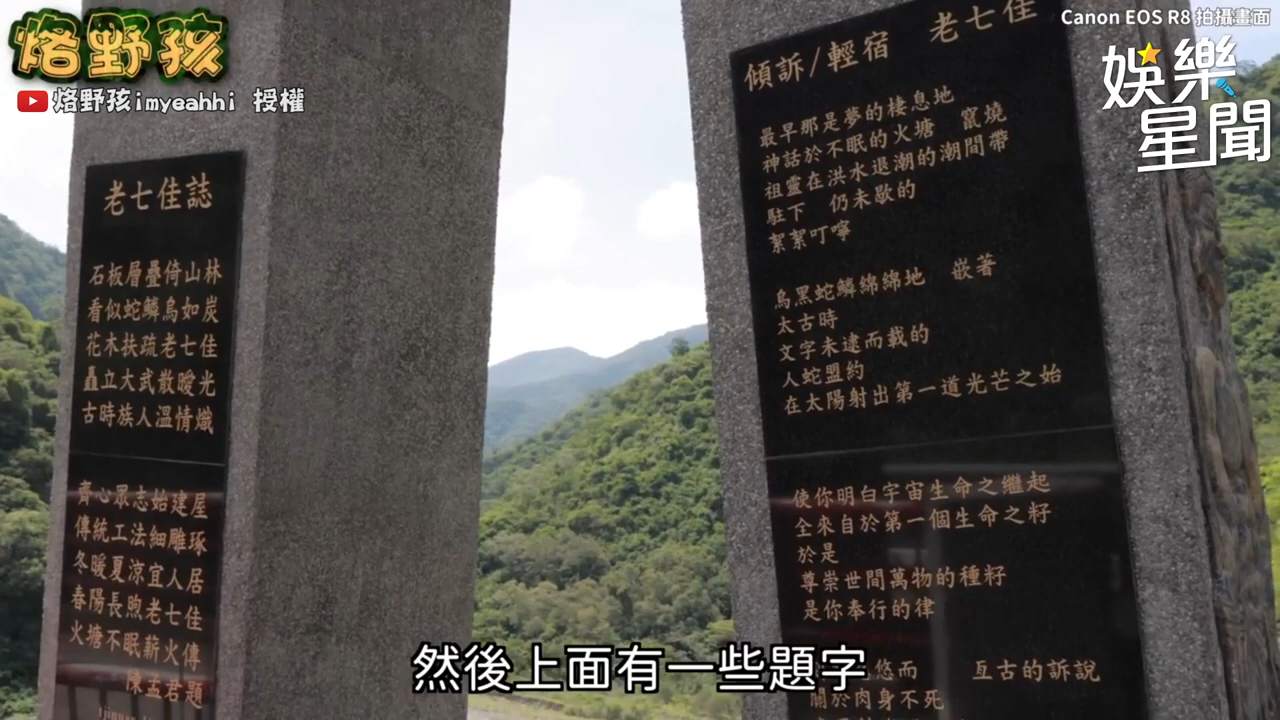 烙野孩
烙野孩imyeahhi 授權
Canon EOS R8 拍攝畫面
娛樂
星聞
老七佳誌
石板層疊倚山林
看似蛇鱗烏如炭
花木扶疏老七佳
矗立大武散曖光
古時族人溫情熾
齊心眾志始建屋
傳統工法細雕琢
冬暖夏涼宜人居
春陽長煦老七佳
火塘不眠薪火傳
陳孟君題
傾訴/輕宿 老七佳
最早那是夢的棲息地
神話於不眠的火塘 竄燒
祖靈在洪水退潮的潮間帶
駐下 仍未歇的
絮絮叮嚀
烏黑蛇鱗綿綿地 嵌著
太古時
文字未逮而載的
人蛇盟約
在太陽射出第一道光芒之始
使你明白宇宙生命之繼起
全來自於第一個生命之籽
於是
尊崇世間萬物的種籽
是你奉行的律
悠而 亙古的訴說
關於肉身不死
然後上面有一些題字